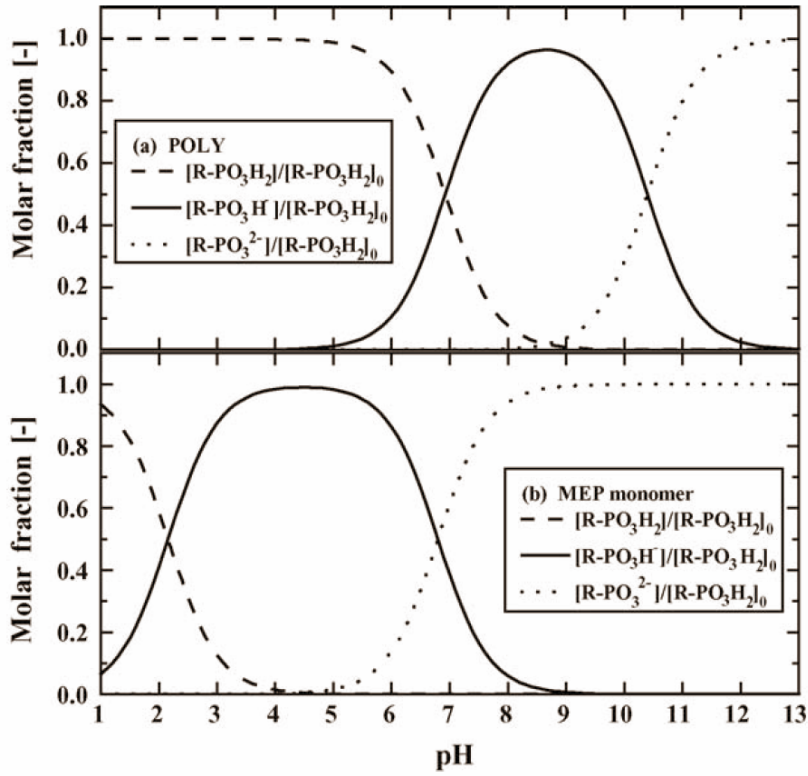 1.0
0.8
0.6
0.4
0.2
0.0
Molar fraction [-]
(a) POLY
[R-PO₃H₂]/[R-PO₃H₂]₀
[R-PO₃H⁻]/[R-PO₃H₂]₀
[R-PO₃²⁻]/[R-PO₃H₂]₀
1.0
0.8
0.6
0.4
0.2
0.0
Molar fraction [-]
(b) MEP monomer
[R-PO₃H₂]/[R-PO₃H₂]₀
[R-PO₃H⁻]/[R-PO₃H₂]₀
[R-PO₃²⁻]/[R-PO₃H₂]₀
1 2 3 4 5 6 7 8 9 10 11 12 13
pH